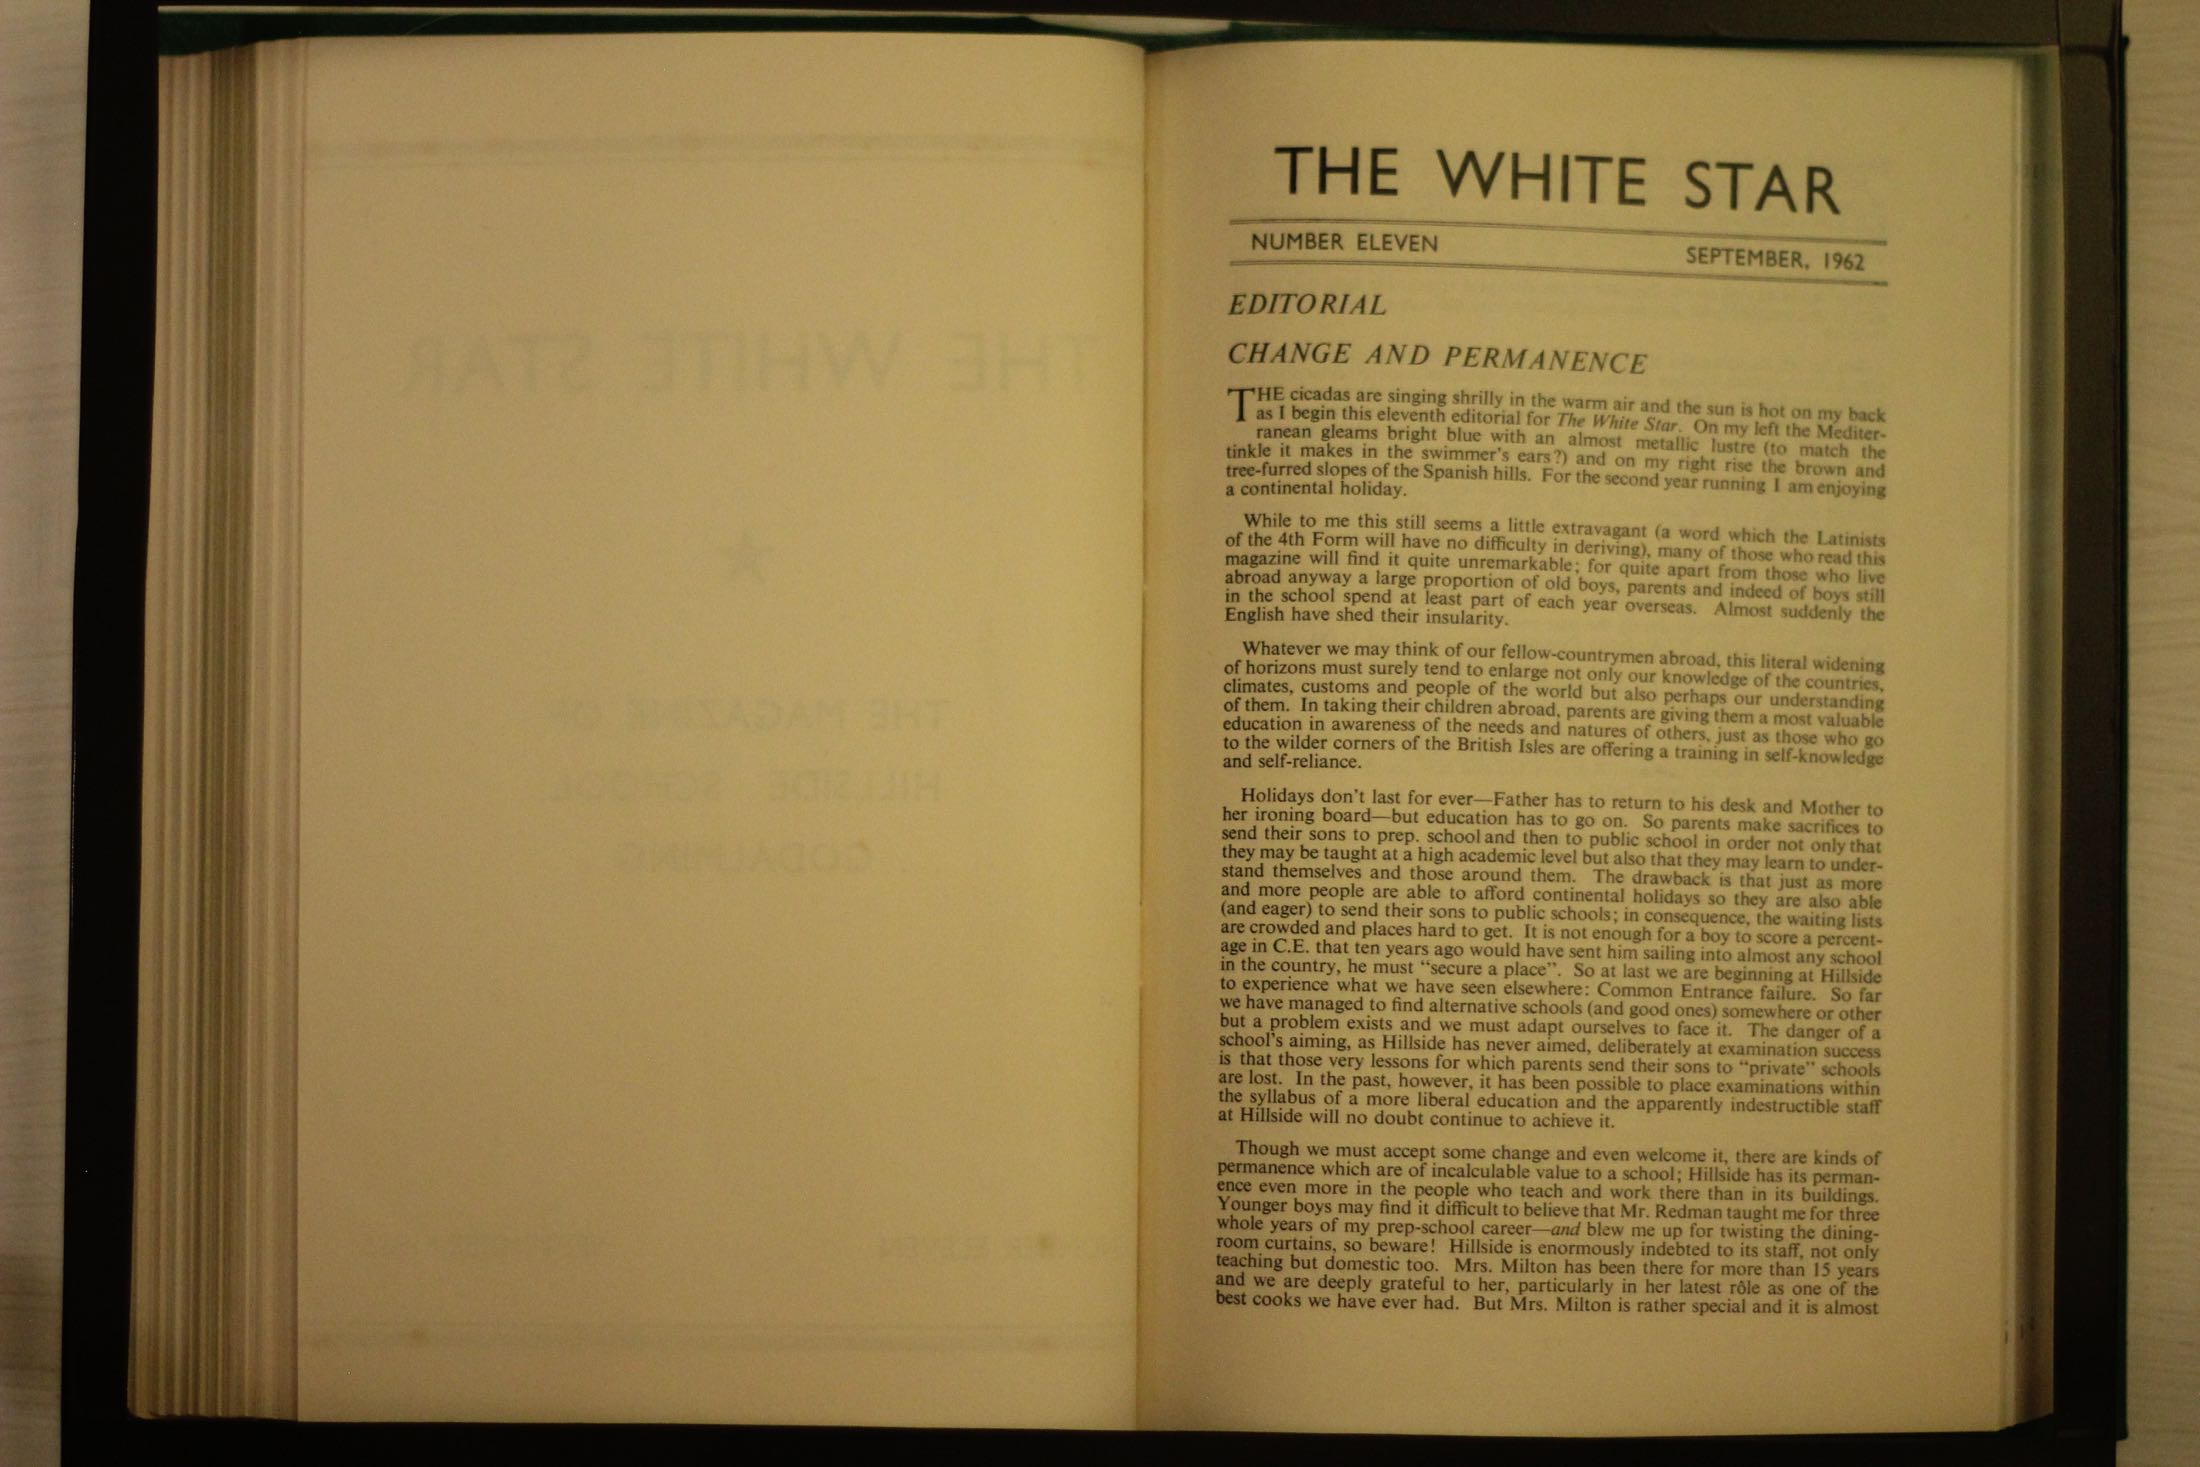 THE WHITE STAR
NUMBER ELEVEN
SEPTEMBER, 1962
EDITORIAL
CHANGE AND PERMANENCE
THE cicadas are singing shrilly in the warm air and the sun is hot on my back
as I begin this eleventh editorial for The White Star. On my left the Mediter-
ranean gleams bright blue with an almost metallic lustre (to match the
tinkle it makes in the swimmer's ears?) and on my right rise the brown and
tree-furred slopes of the Spanish hills. For the second year running I am enjoying
a continental holiday.
While to me this still seems a little extravagant (a word which the Latinists
of the 4th Form will have no difficulty in deriving), many of those who read this
magazine will find it quite unremarkable; for quite apart from those who live
abroad anyway a large proportion of old boys, parents and indeed of boys still
in the school spend at least part of each year overseas. Almost suddenly the
English have shed their insularity.
Whatever we may think of our fellow-countrymen abroad, this literal widening
of horizons must surely tend to enlarge not only our knowledge of the countries,
climates, customs and people of the world but also perhaps our understanding
of them. In taking their children abroad, parents are giving them a most valuable
education in awareness of the needs and natures of others, just as those who go
to the wilder corners of the British Isles are offering a training in self-knowledge
and self-reliance.
Holidays don't last for ever—Father has to return to his desk and Mother to
her ironing board—but education has to go on. So parents make sacrifices to
send their sons to prep. school and then to public school in order not only that
they may be taught at a high academic level but also that they may learn to under-
stand themselves and those around them. The drawback is that just as more
and more people are able to afford continental holidays so they are also able
(and eager) to send their sons to public schools; in consequence, the waiting lists
are crowded and places hard to get. It is not enough for a boy to score a percent-
age in C.E. that ten years ago would have sent him sailing into almost any school
in the country, he must "secure a place". So at last we are beginning at Hillside
to experience what we have seen elsewhere: Common Entrance failure. So far
we have managed to find alternative schools (and good ones) somewhere or other
but a problem exists and we must adapt ourselves to face it. The danger of a
school's aiming, as Hillside has never aimed, deliberately at examination success
is that those very lessons for which parents send their sons to "private" schools
are lost. In the past, however, it has been possible to place examinations within
the syllabus of a more liberal education and the apparently indestructible staff
at Hillside will no doubt continue to achieve it.
Though we must accept some change and even welcome it, there are kinds of
permanence which are of incalculable value to a school; Hillside has its perman-
ence even more in the people who teach and work there than in its buildings.
Younger boys may find it difficult to believe that Mr. Redman taught me for three
whole years of my prep-school career—and blew me up for twisting the dining-
room curtains, so beware! Hillside is enormously indebted to its staff, not only
teaching but domestic too. Mrs. Milton has been there for more than 15 years
and we are deeply grateful to her, particularly in her latest rôle as one of the
best cooks we have ever had. But Mrs. Milton is rather special and it is almost